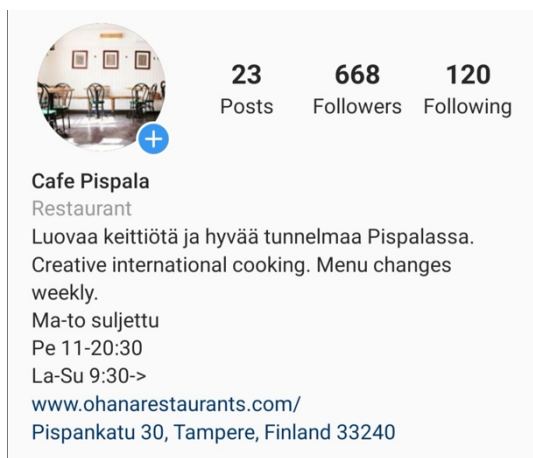 23 668 120
Posts Followers Following
Cafe Pispala
Restaurant
Luovaa keittiötä ja hyvää tunnelmaa Pispalassa.
Creative international cooking. Menu changes
weekly.
Ma-to suljettu
Pe 11-20:30
La-Su 9:30->
www.ohanarestaurants.com/
Pispankatu 30, Tampere, Finland 33240